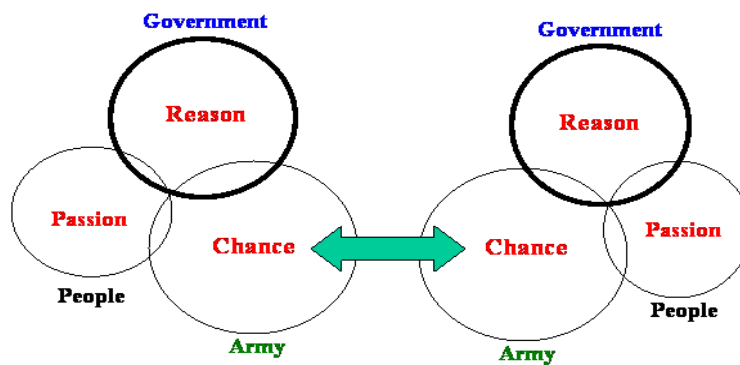 Government
Reason
Passion
Chance
People
Army
Government
Reason
Chance
Passion
People
Army